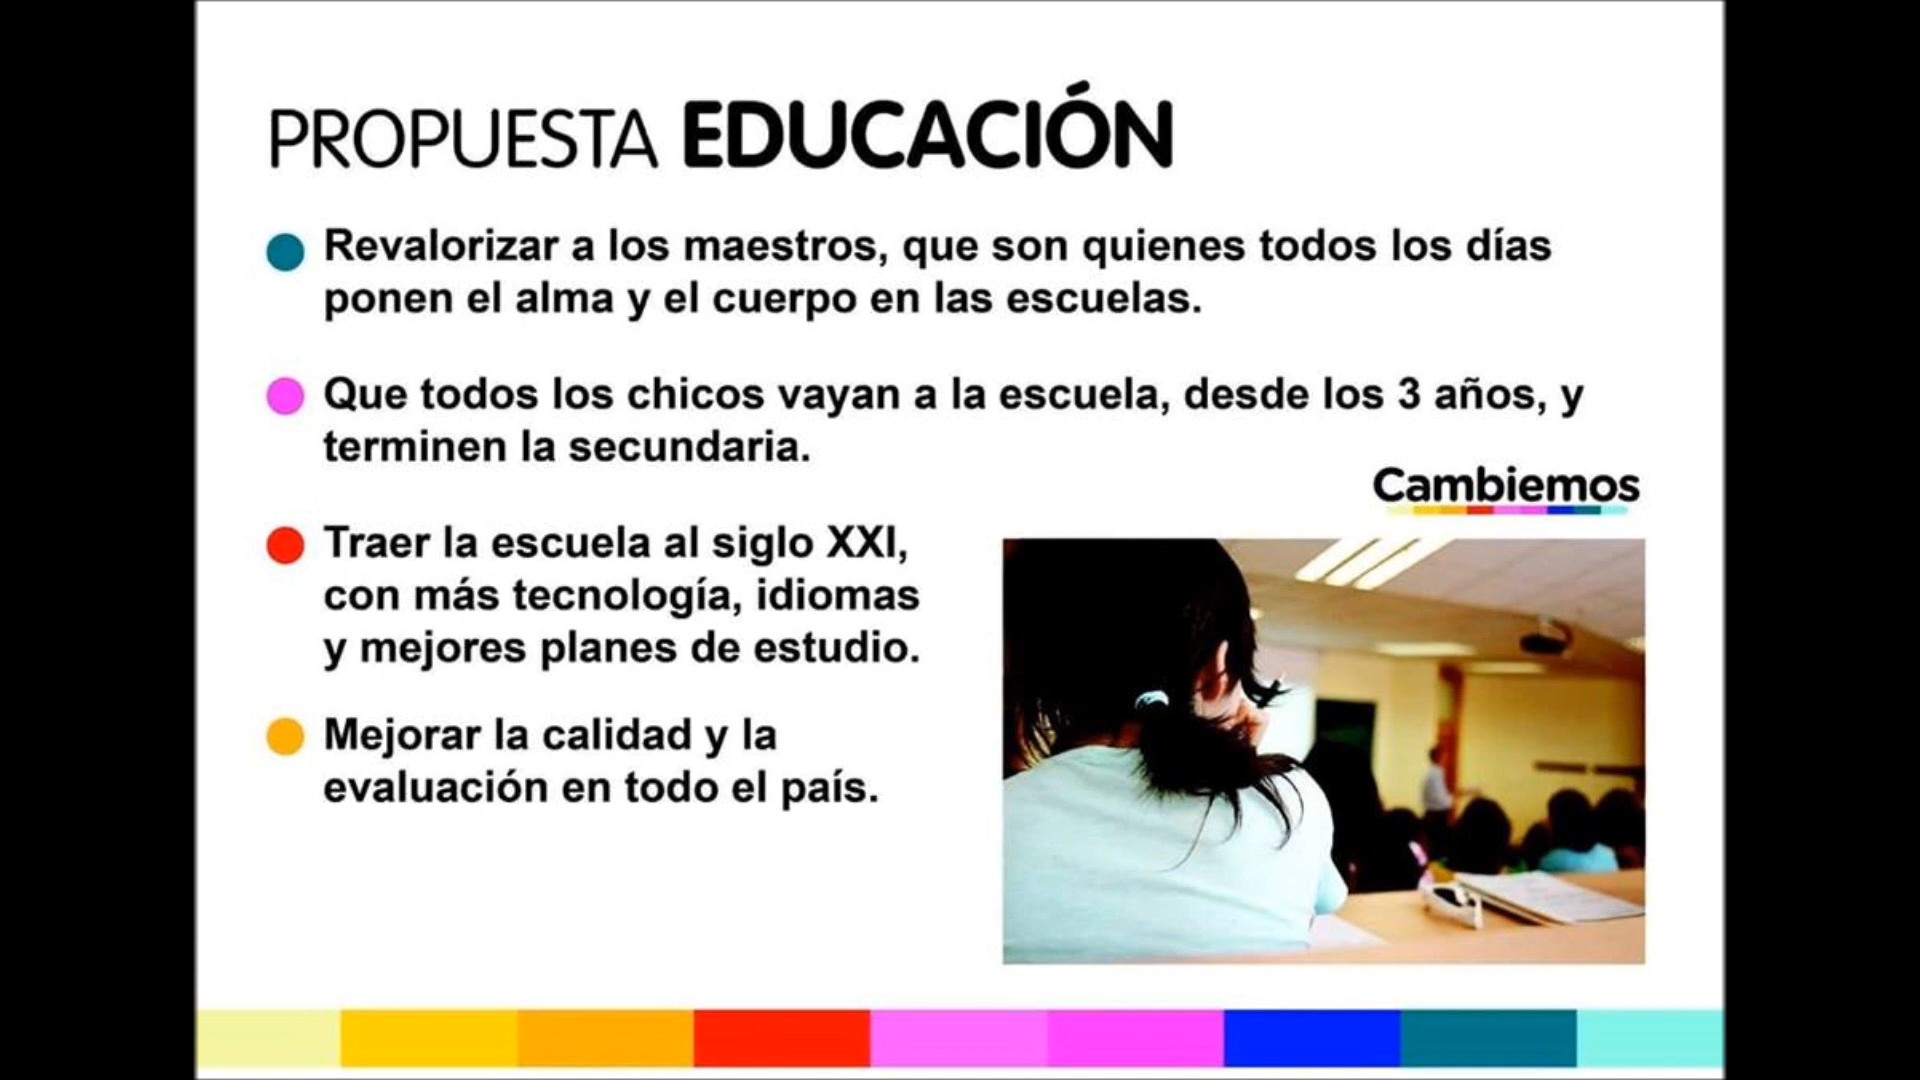 PROPUESTA EDUCACIÓN
Revalorizar a los maestros, que son quienes todos los días
ponen el alma y el cuerpo en las escuelas.
Que todos los chicos vayan a la escuela, desde los 3 años, y
terminen la secundaria.
Cambiemos
Traer la escuela al siglo XXI,
con más tecnología, idiomas
y mejores planes de estudio.
Mejorar la calidad y la
evaluación en todo el país.